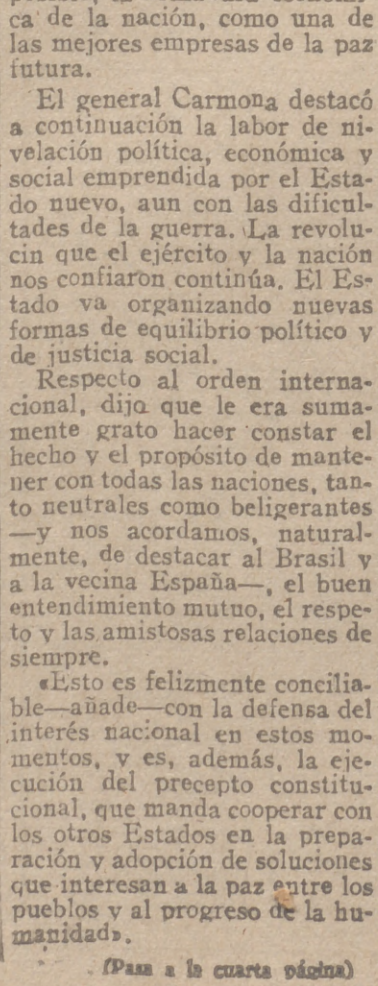 ca de la nación, como una de
las mejores empresas de la paz
futura.
El general Carmona destacó
a continuación la labor de ni-
velación política, económica y
social emprendida por el Esta-
do nuevo, aun con las dificul-
tades de la guerra. La revolu-
cin que el ejército y la nación
nos confiaron continúa. El Es-
tado va organizando nuevas
formas de equilibrio político y
de justicia social.
Respecto al orden interna-
cional, dijo que le era suma-
mente grato hacer constar el
hecho y el propósito de mante-
ner con todas las naciones, tan-
to neutrales como beligerantes
—y nos acordamos, natural-
mente, de destacar al Brasil y
a la vecina España—, el buen
entendimiento mutuo, el respe-
to y las amistosas relaciones de
siempre.
«Esto es felizmente concilia-
ble—añade—con la defensa del
interés nacional en estos mo-
mentos, y es, además, la eje-
cución del precepto constitu-
cional, que manda cooperar con
los otros Estados en la prepa-
ración y adopción de soluciones
que interesan a la paz entre los
pueblos y al progreso de la hu-
manidad».
(Pasa a la cuarta página)